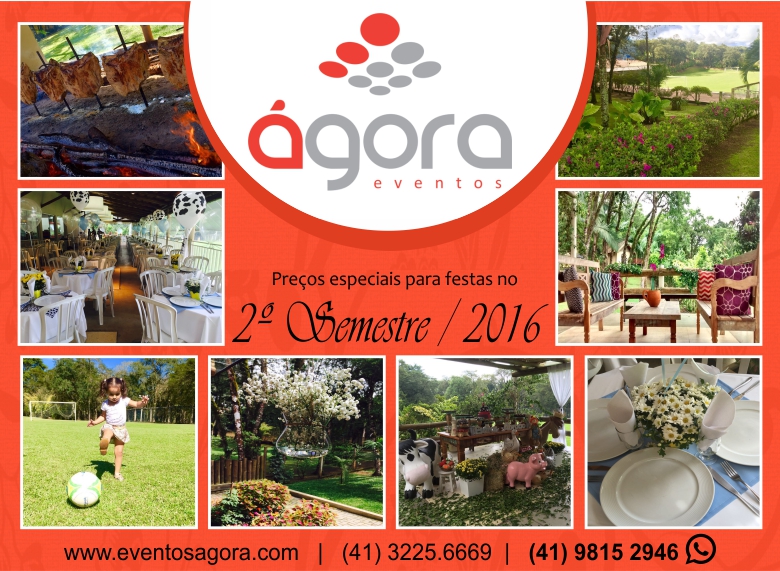 ágora
eventos
Preços especiais para festas no
2º Semestre / 2016
www.eventosagora.com | (41) 3225.6669 | (41) 9815 2946